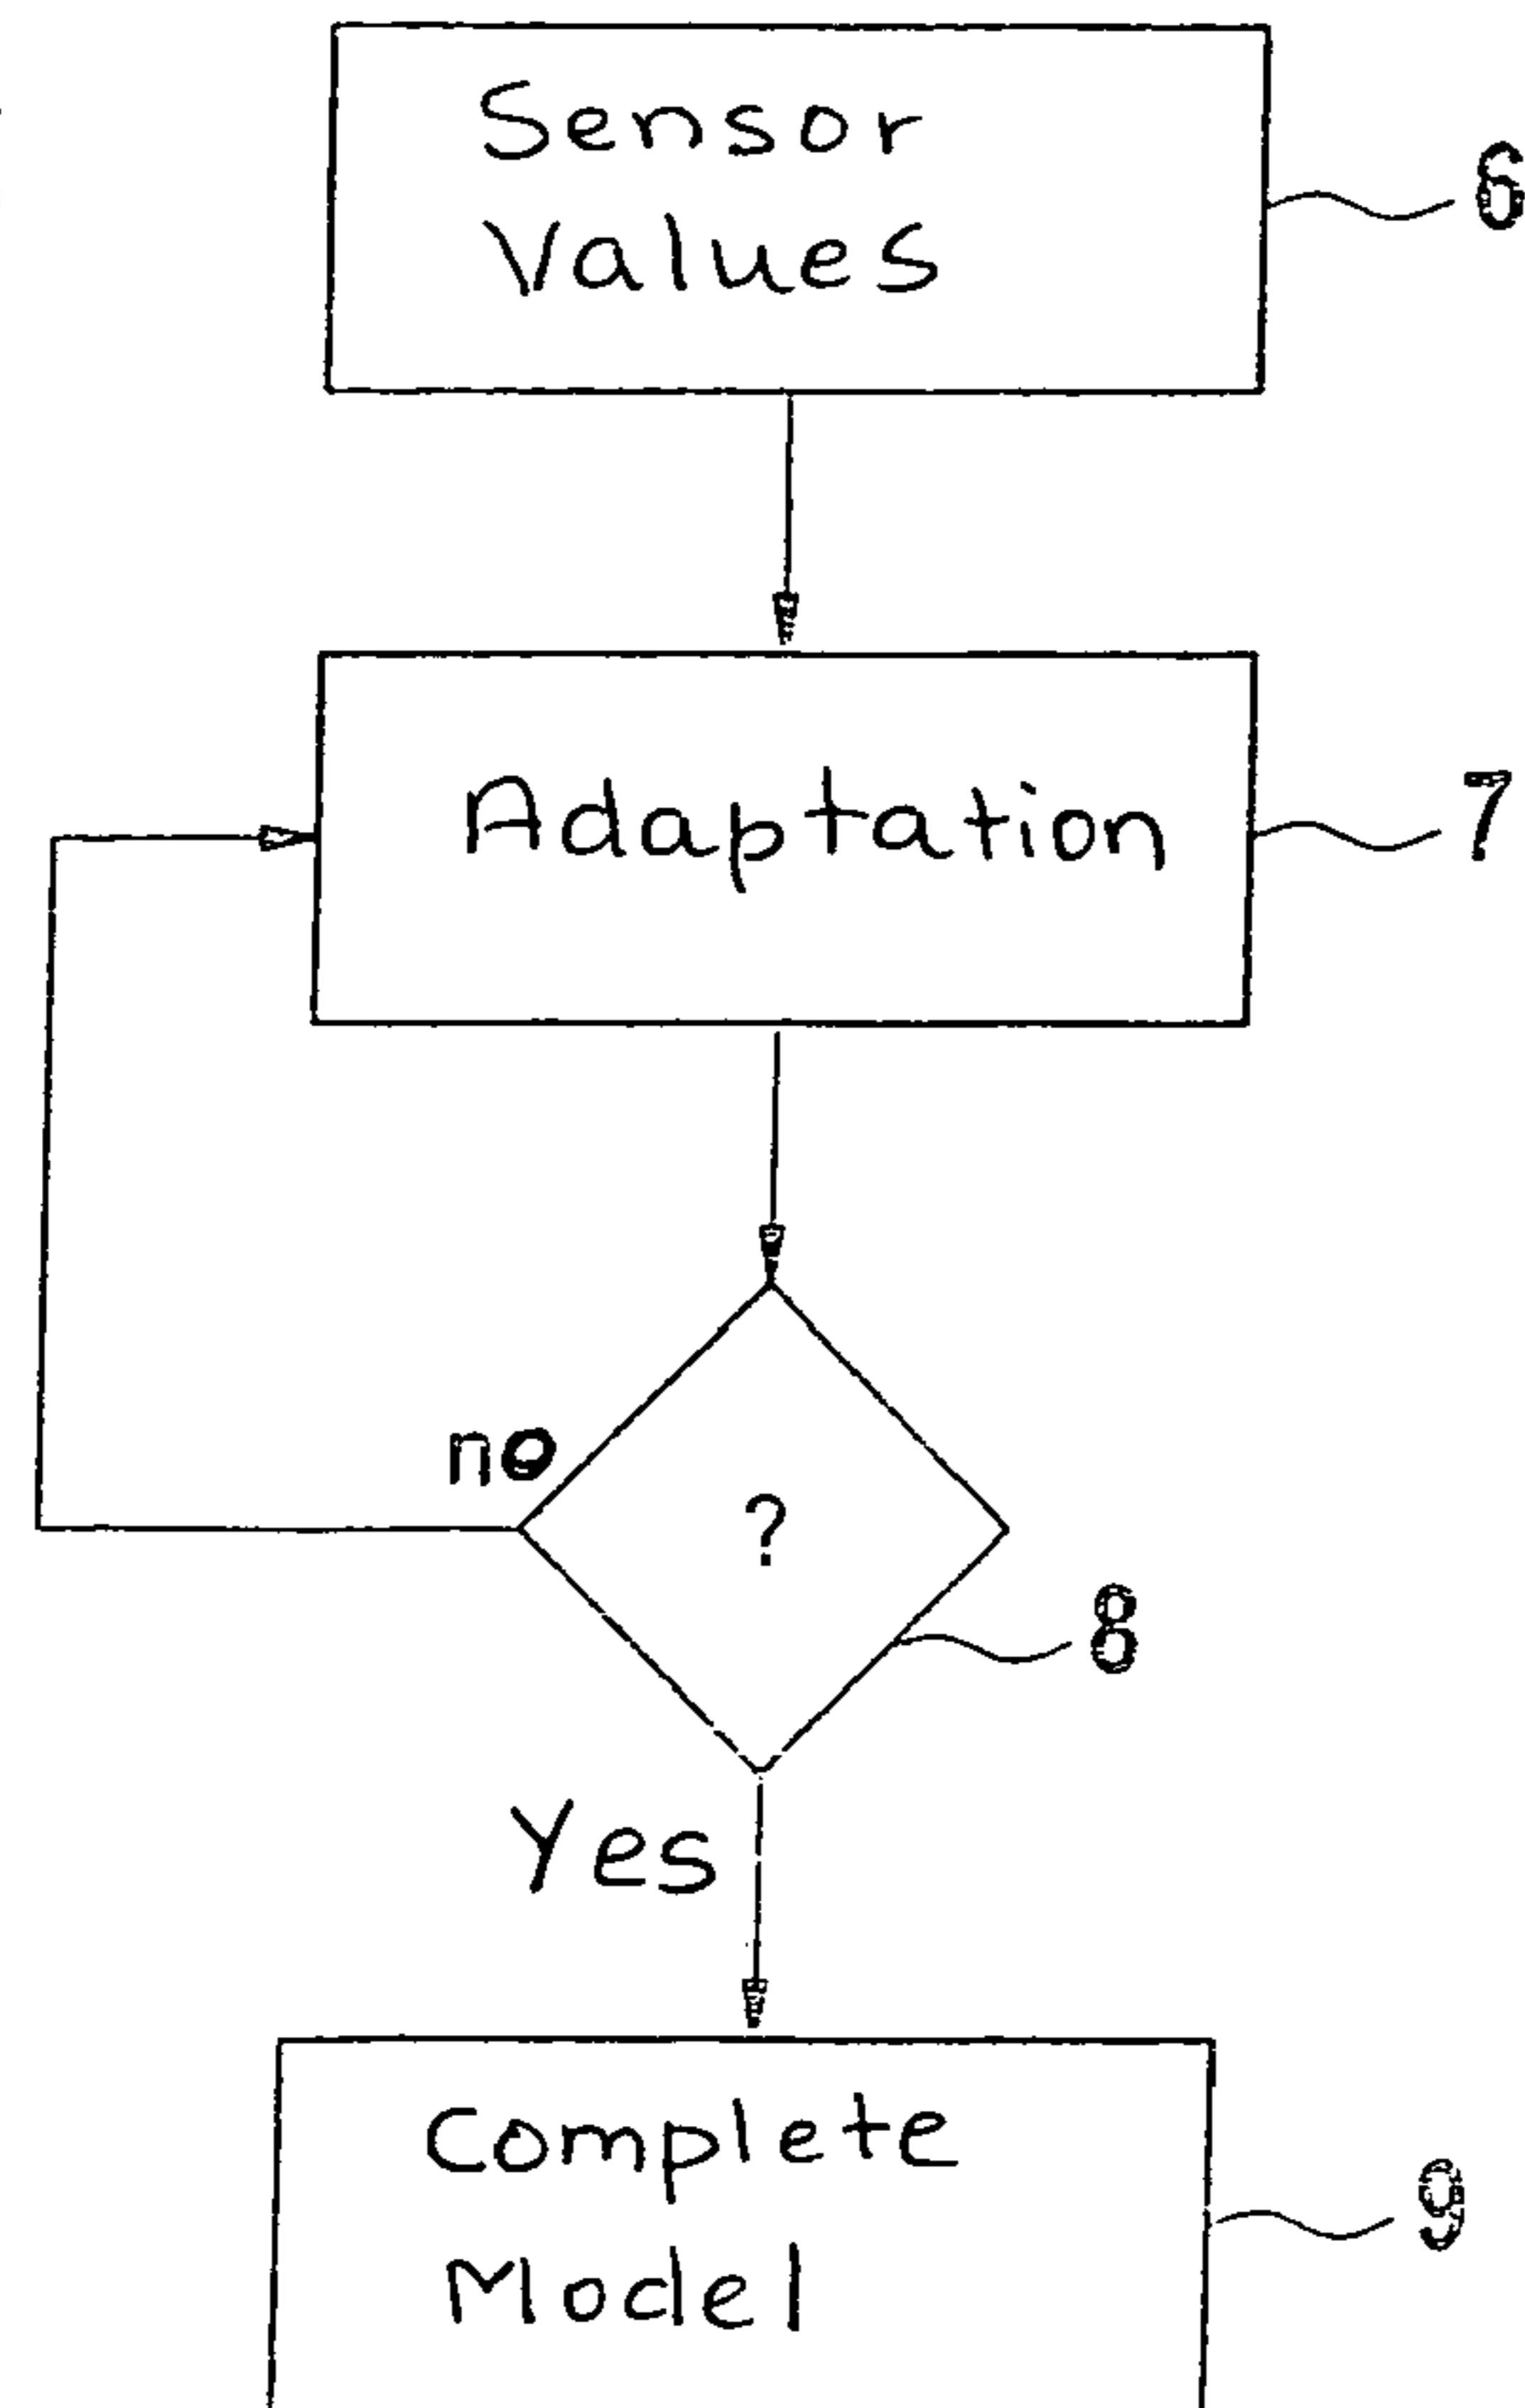 Sensor
Values
6
Adaptation
7
no
?
8
Yes
Complete
Model
9